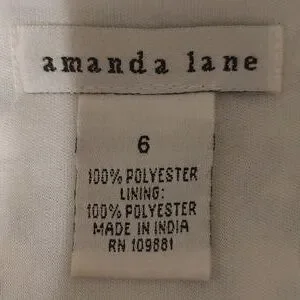 amanda lane
6
100% POLYESTER
LINING:
100% POLYESTER
MADE IN INDIA
RN 109881